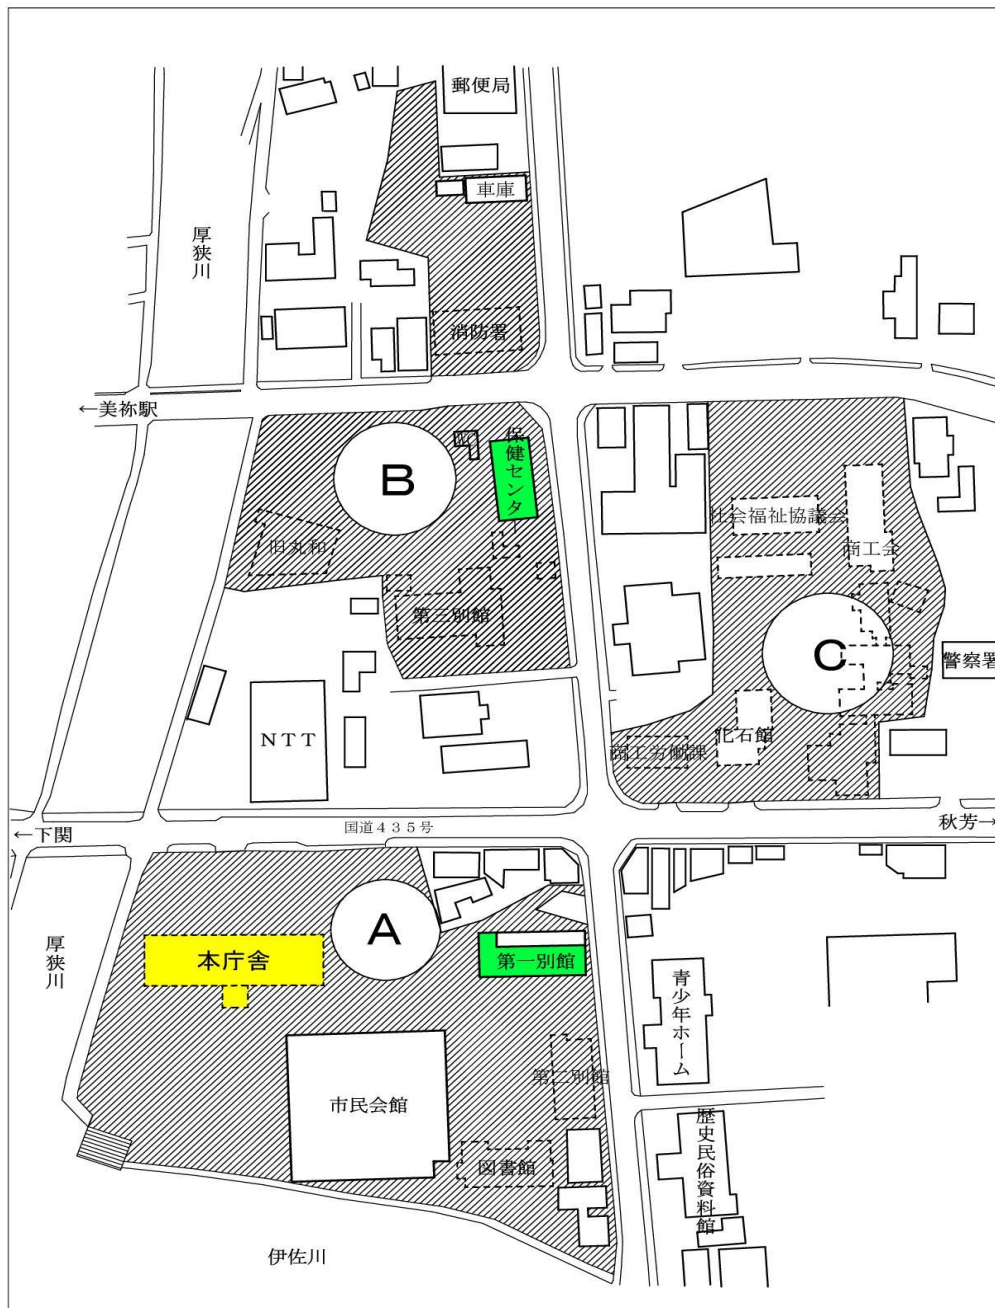 郵便局
車庫
厚狭川
消防署
←美祢駅
保健センタ
WC
B
社会福祉協議会
旧丸和
商工会
第三別館
C
警察署
NTT
化石館
商工労働課
国道435号
←下関
秋芳→
A
厚狭川
本庁舎
第一別館
青少年ホーム
第二別館
市民会館
歴史民俗資料館
図書館
伊佐川